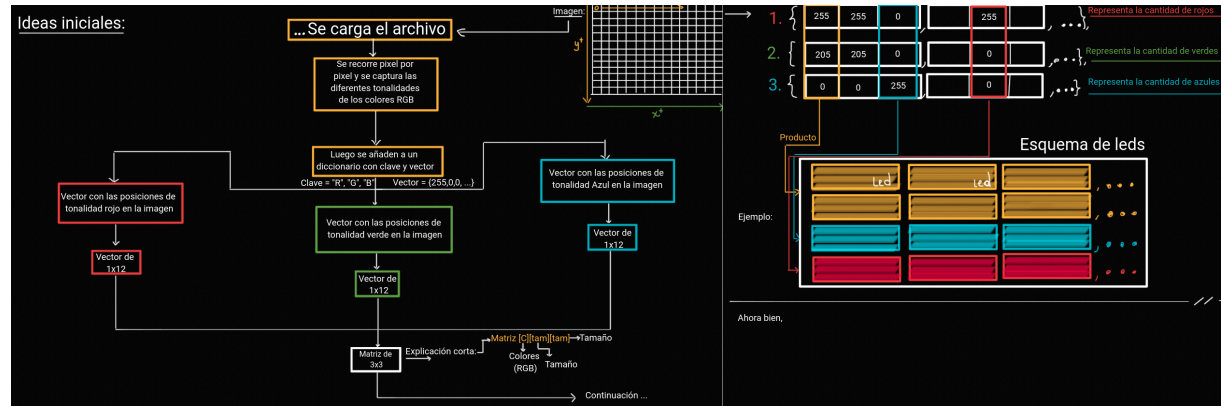 Ideas iniciales:
... Se carga el archivo
Imagen:
0
y+
x+
Se recorre pixel por
pixel y se captura las
diferentes tonalidades
de los colores RGB
Luego se añaden a un
diccionario con clave y vector
Clave = "R", "G", "B"
Vector = {255,0,0, ...}
Vector con las posiciones de
tonalidad rojo en la imagen
Vector de
1x12
Vector con las posiciones de
tonalidad verde en la imagen
Vector de
1x12
Vector con las posiciones de
tonalidad Azul en la imagen
Vector de
1x12
Matriz de
3x3
Explicación corta:
Matriz [C][tam][tam]
Tamaño
Colores
(RGB)
Tamaño
Continuación ...
1. { 255 255 0 , 255 , ...},
Representa la cantidad de rojos
2. { 205 205 0 , 0 , ...},
Representa la cantidad de verdes
3. { 0 0 255 , 0 , ...}
Representa la cantidad de azules
Producto
Esquema de leds
Led
Led
, ...
, ...
, ...
, ...
Ejemplo:
Ahora bien,